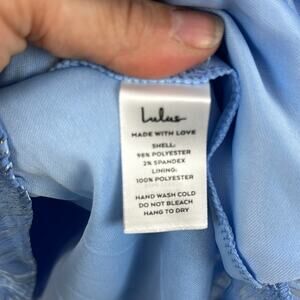 Lulus
MADE WITH LOVE
SHELL:
98% POLYESTER
2% SPANDEX
LINING:
100% POLYESTER
HAND WASH COLD
DO NOT BLEACH
HANG TO DRY